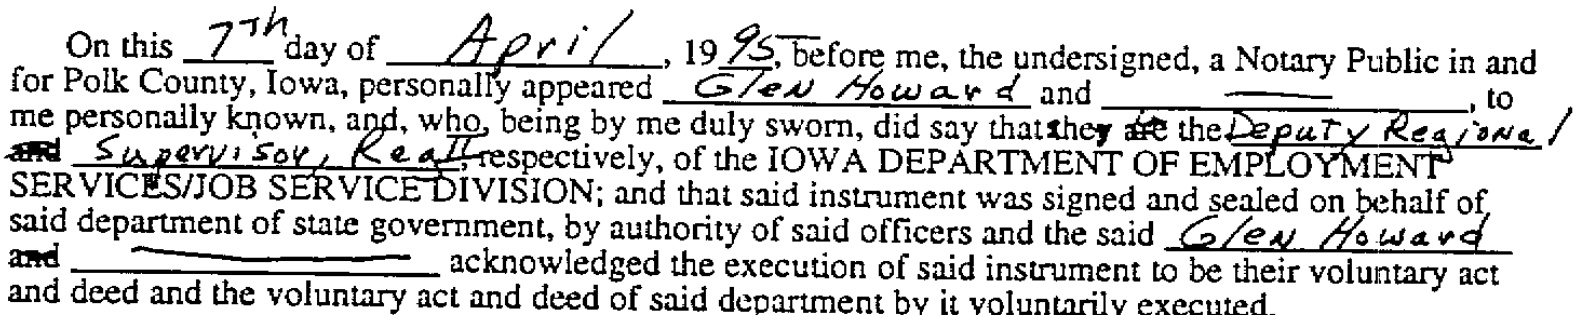 On this 7Th day of April, 1995, before me, the undersigned, a Notary Public in and
for Polk County, Iowa, personally appeared Glen Howard and ——, to
me personally known, and, who, being by me duly sworn, did say that they the Deputy Regional
and Supervisor, respectively, of the IOWA DEPARTMENT OF EMPLOYMENT
SERVICES/JOB SERVICE DIVISION; and that said instrument was signed and sealed on behalf of
said department of state government, by authority of said officers and the said Glen Howard
and —— acknowledged the execution of said instrument to be their voluntary act
and deed and the voluntary act and deed of said department by it voluntarily executed.